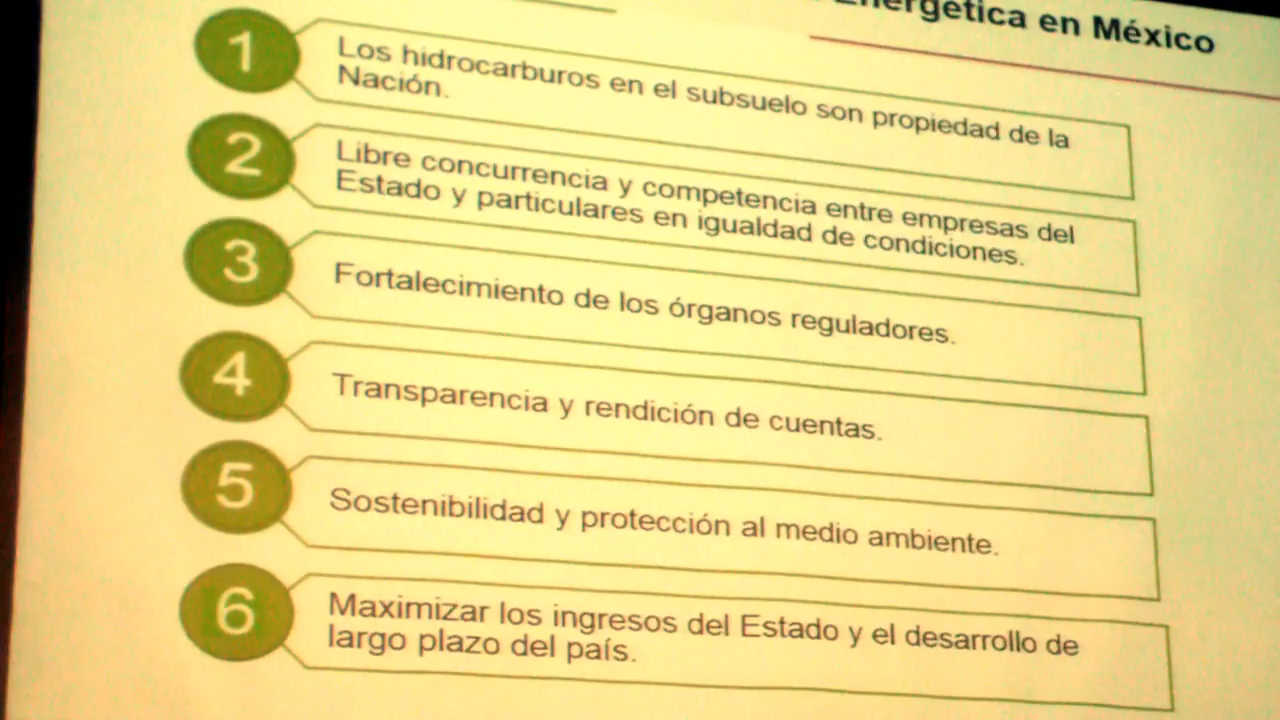 Energética en México
1
Los hidrocarburos en el subsuelo son propiedad de la
Nación.
2
Libre concurrencia y competencia entre empresas del
Estado y particulares en igualdad de condiciones.
3
Fortalecimiento de los órganos reguladores.
4
Transparencia y rendición de cuentas.
5
Sostenibilidad y protección al medio ambiente.
6
Maximizar los ingresos del Estado y el desarrollo de
largo plazo del país.